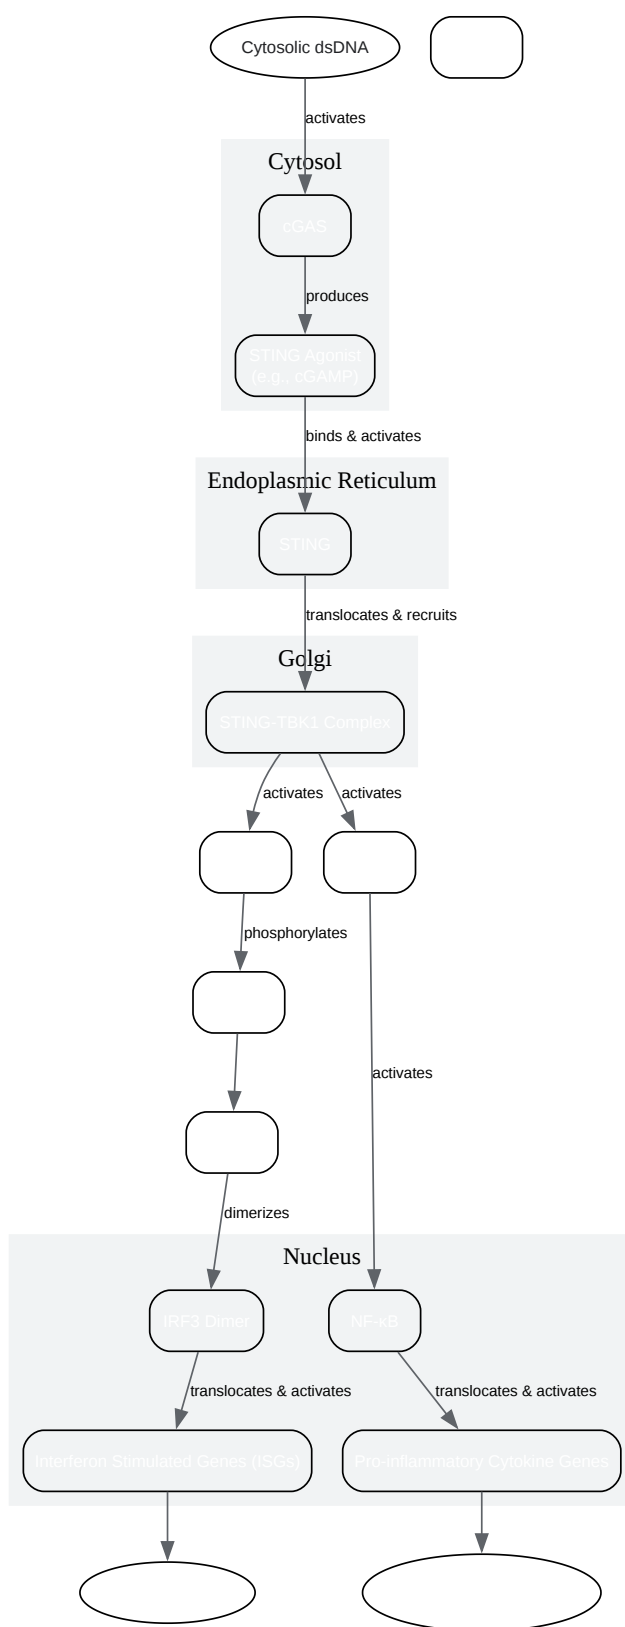 Cytosolic dsDNA
activates
Cytosol
cGAS
produces
STING Agonist
(e.g., cGAMP)
binds & activates
Endoplasmic Reticulum
STING
translocates & recruits
Golgi
STING-TBK1 Complex
activates
activates
phosphorylates
activates
dimerizes
Nucleus
IRF3 Dimer
NF-κB
translocates & activates
translocates & activates
Interferon Stimulated Genes (ISGs)
Pro-inflammatory Cytokine Genes